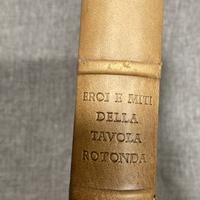 EROI E MITI
DELLA
TAVOLA
ROTONDA